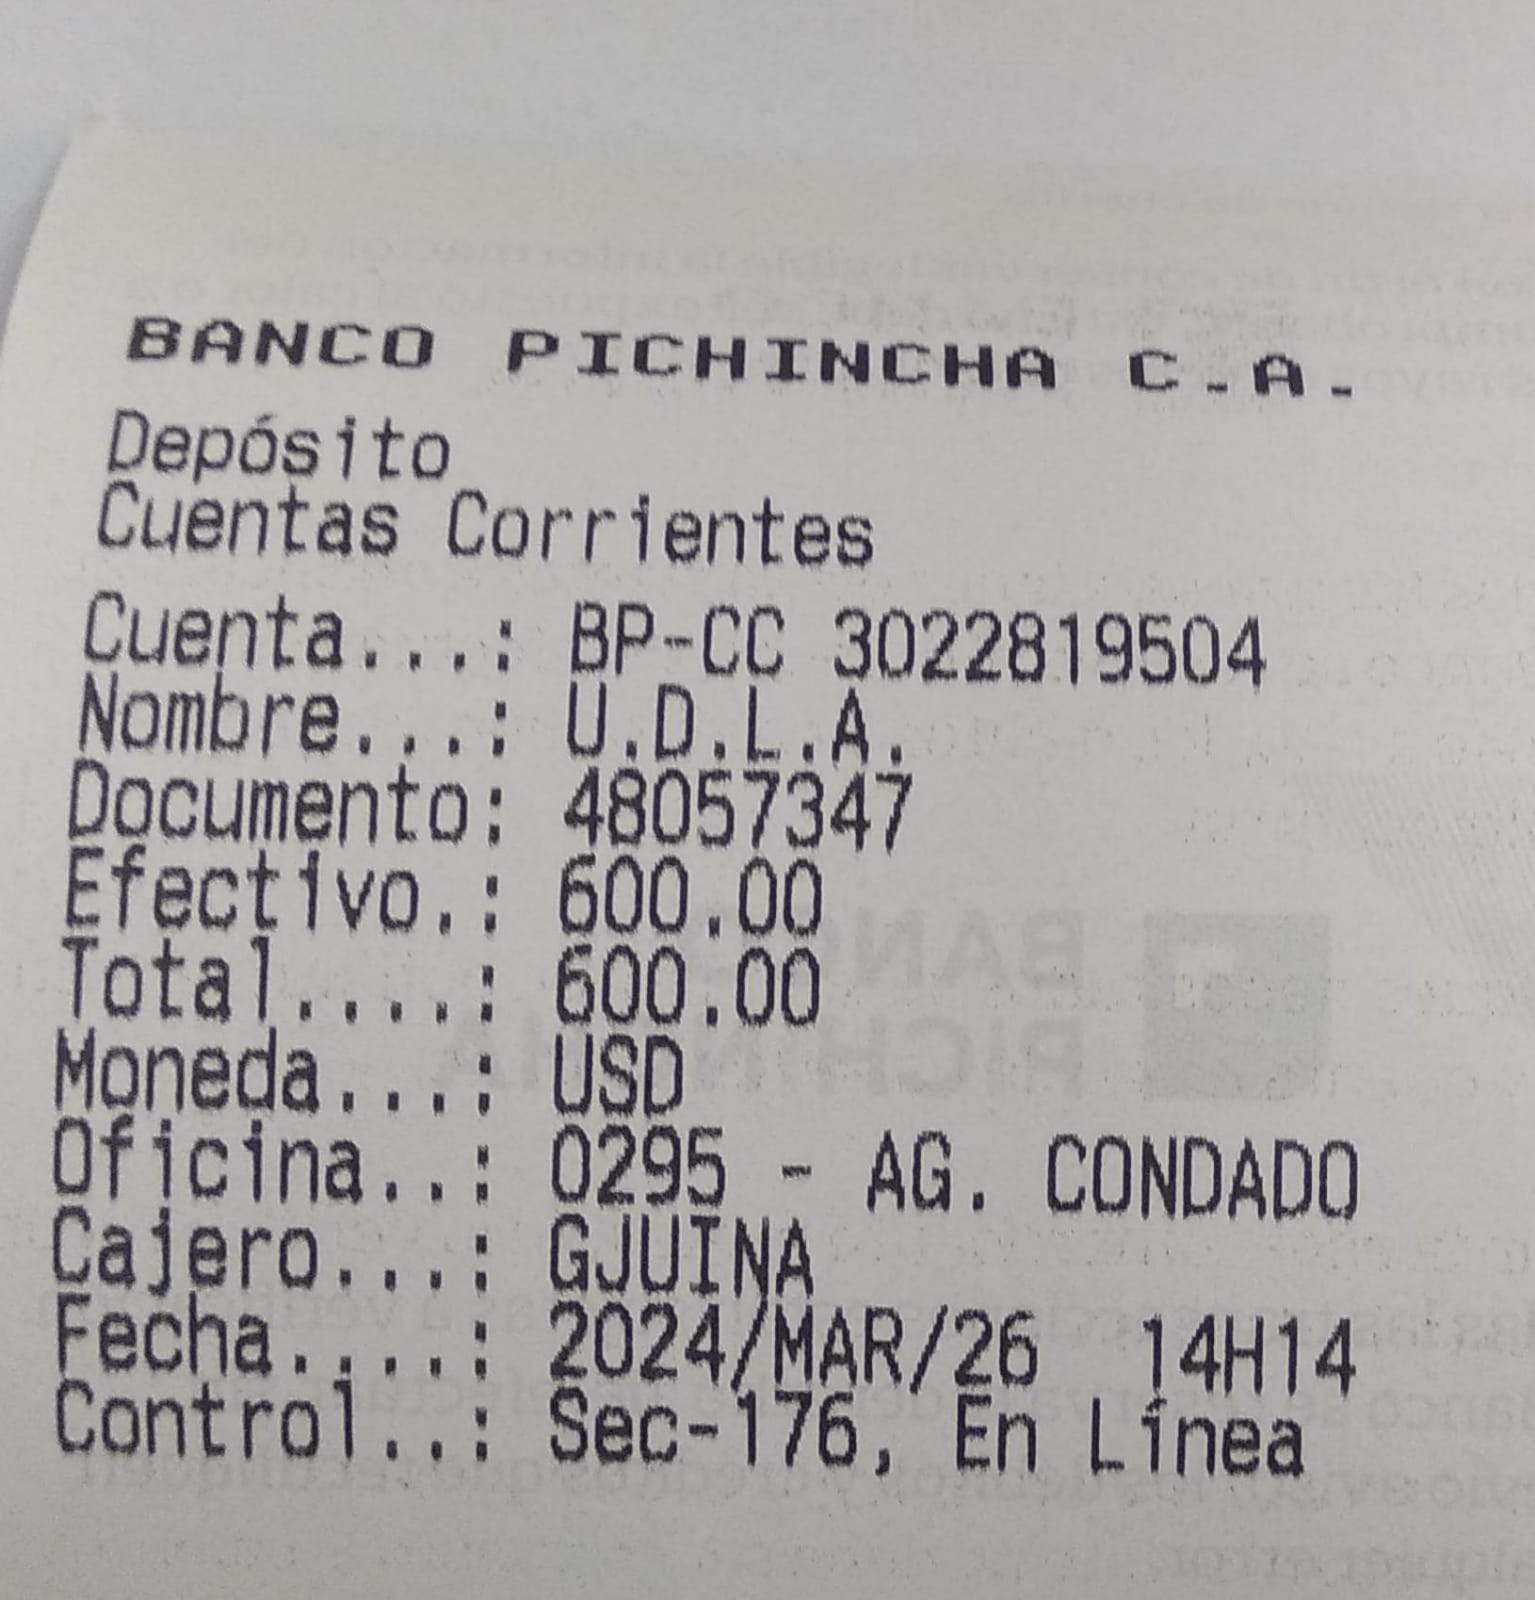 BANCO PICHINCHA C.A.
Depósito
Cuentas Corrientes
Cuenta...: BP-CC 3022819504
Nombre...: U.D.L.A.
Documento: 48057347
Efectivo.: 600.00
Total....: 600.00
Moneda...: USD
Oficina..: 0295 - AG. CONDADO
Cajero...: GJUINA
Fecha....: 2024/MAR/26 14H14
Control..: Sec-176, En Línea